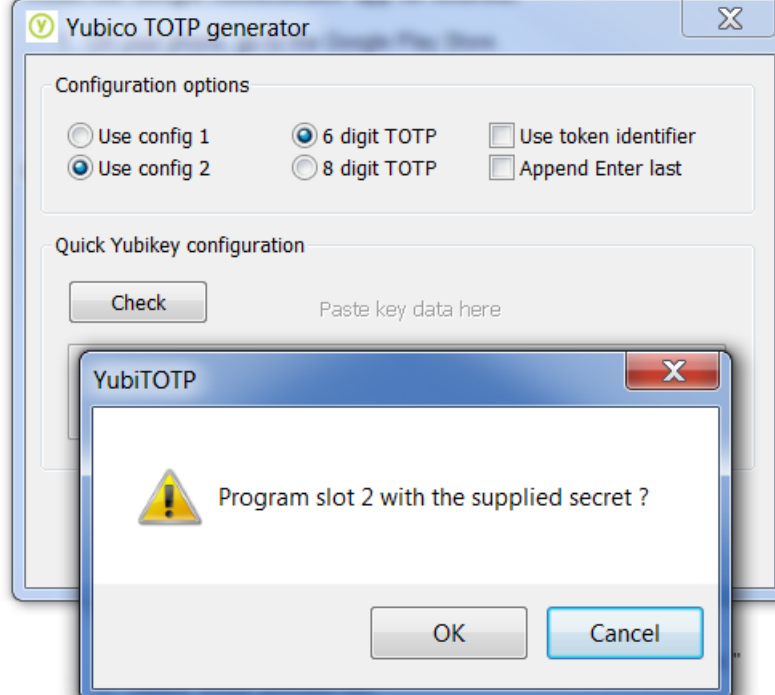 Yubico TOTP generator
Configuration options
Use config 1 6 digit TOTP Use token identifier
Use config 2 8 digit TOTP Append Enter last
Quick Yubikey configuration
Check Paste key data here
YubiTOTP
Program slot 2 with the supplied secret ?
OK Cancel
"